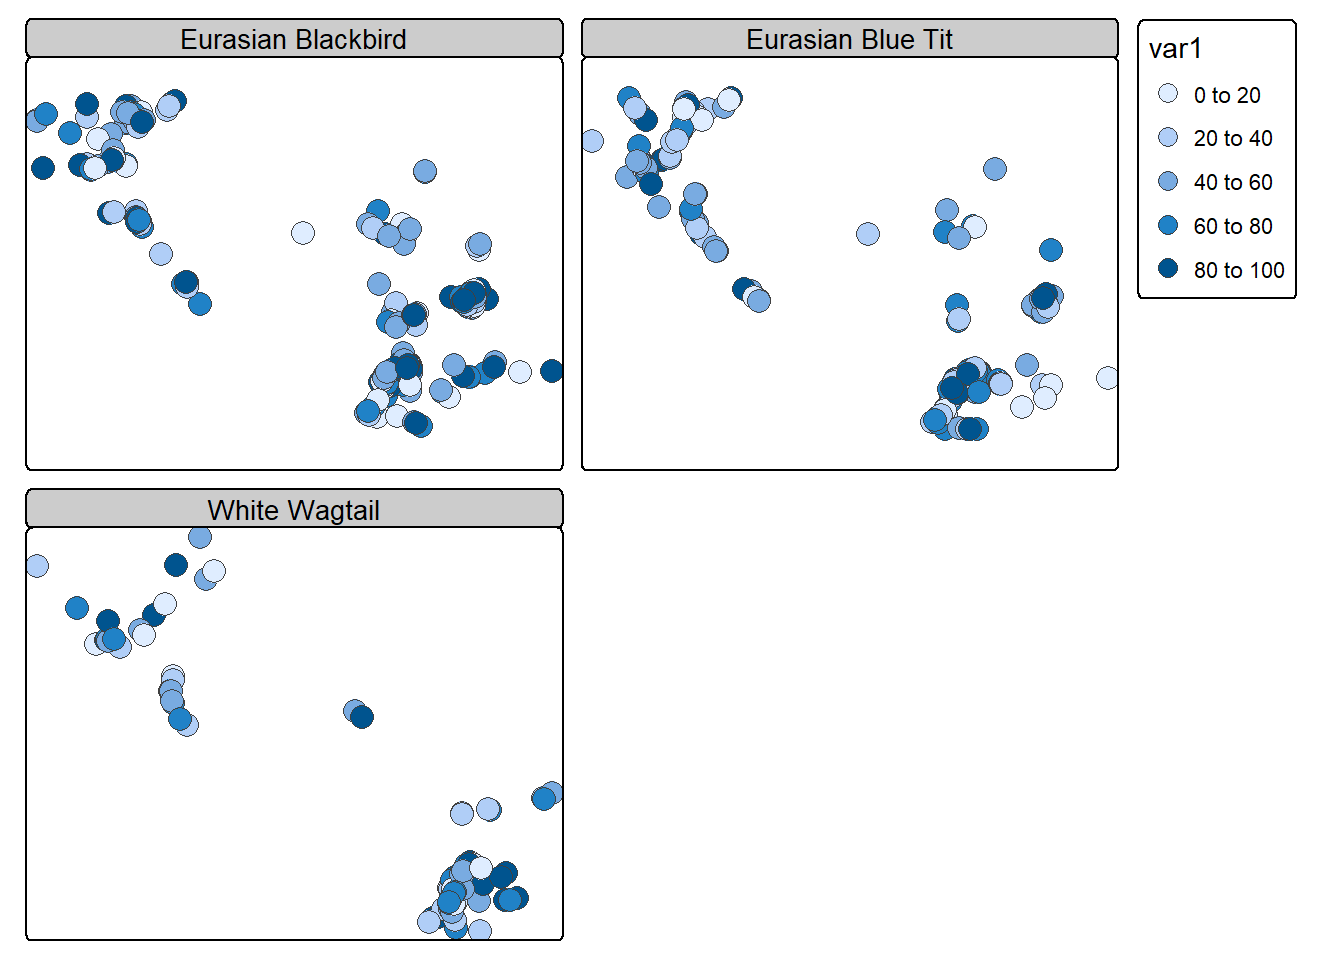 Eurasian Blackbird
Eurasian Blue Tit
var1
0 to 20
20 to 40
40 to 60
60 to 80
80 to 100
White Wagtail